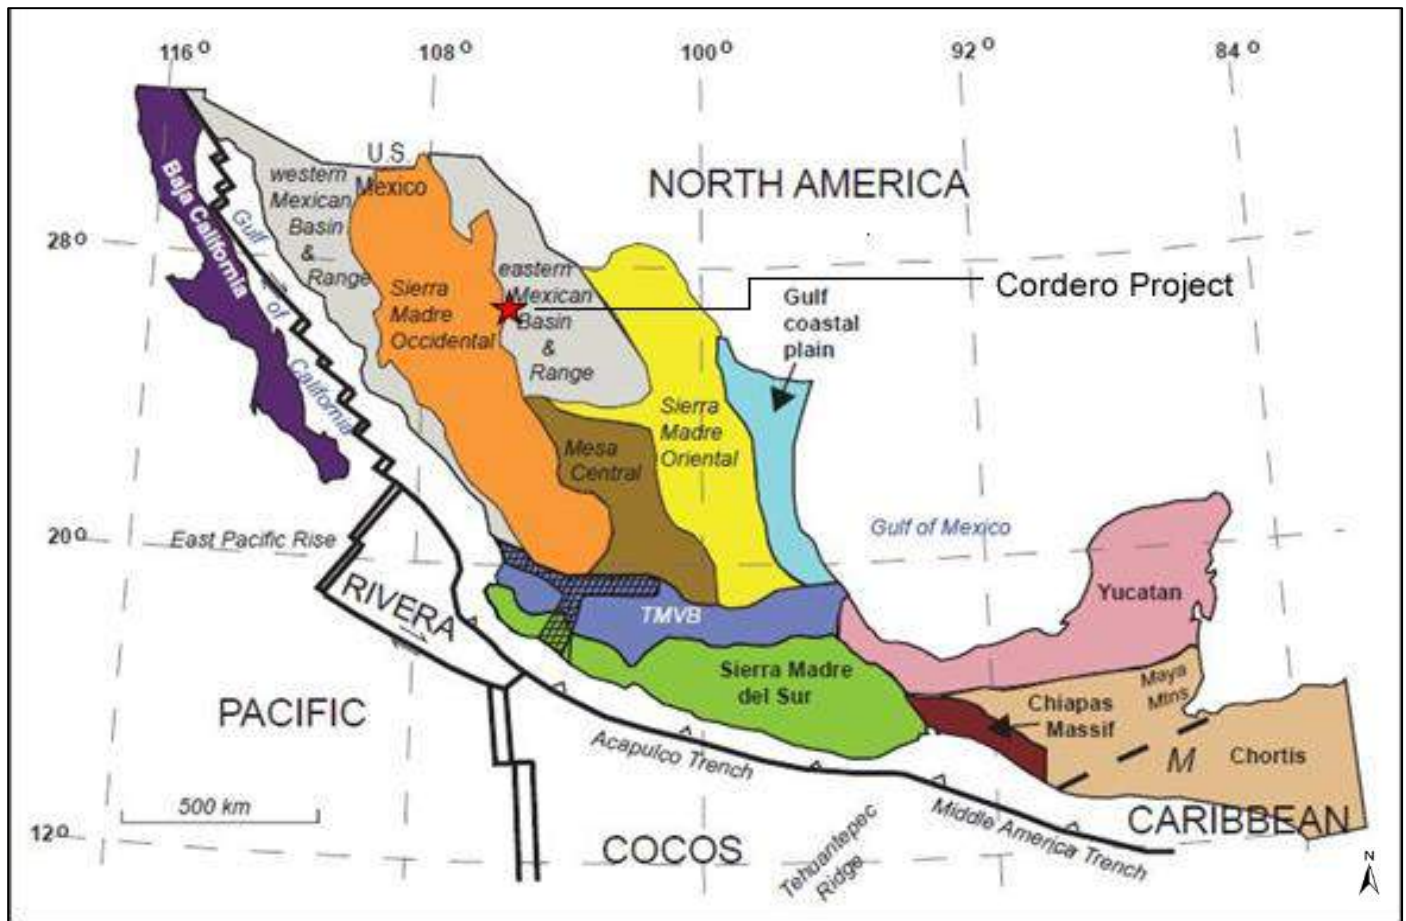 116°
108°
100°
92°
84°
U.S
Mexico
NORTH AMERICA
western
Mexican
Basin
&
Range
Baja California
Gulf
of
California
28°
Sierra
Madre
Occidental
eastern
Mexican
Basin
&
Range
Cordero Project
Gulf
coastal
plain
Sierra
Madre
Oriental
Mesa
Central
Gulf of Mexico
20°
East Pacific Rise
RIVERA
TMVB
Yucatan
Sierra Madre
del Sur
Maya
Mtns
Chiapas
Massif
PACIFIC
Acapulco Trench
M
Chortis
500 km
12°
COCOS
Tehuantepec
Ridge
Middle America Trench
CARIBBEAN
N